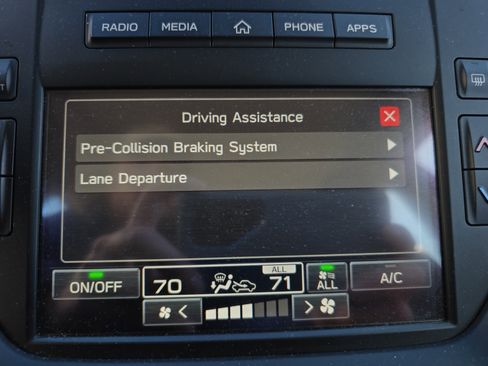 RADIO
MEDIA
PHONE
APPS
Driving Assistance
Pre-Collision Braking System
Lane Departure
ON/OFF
70
ALL
71
ALL
A/C